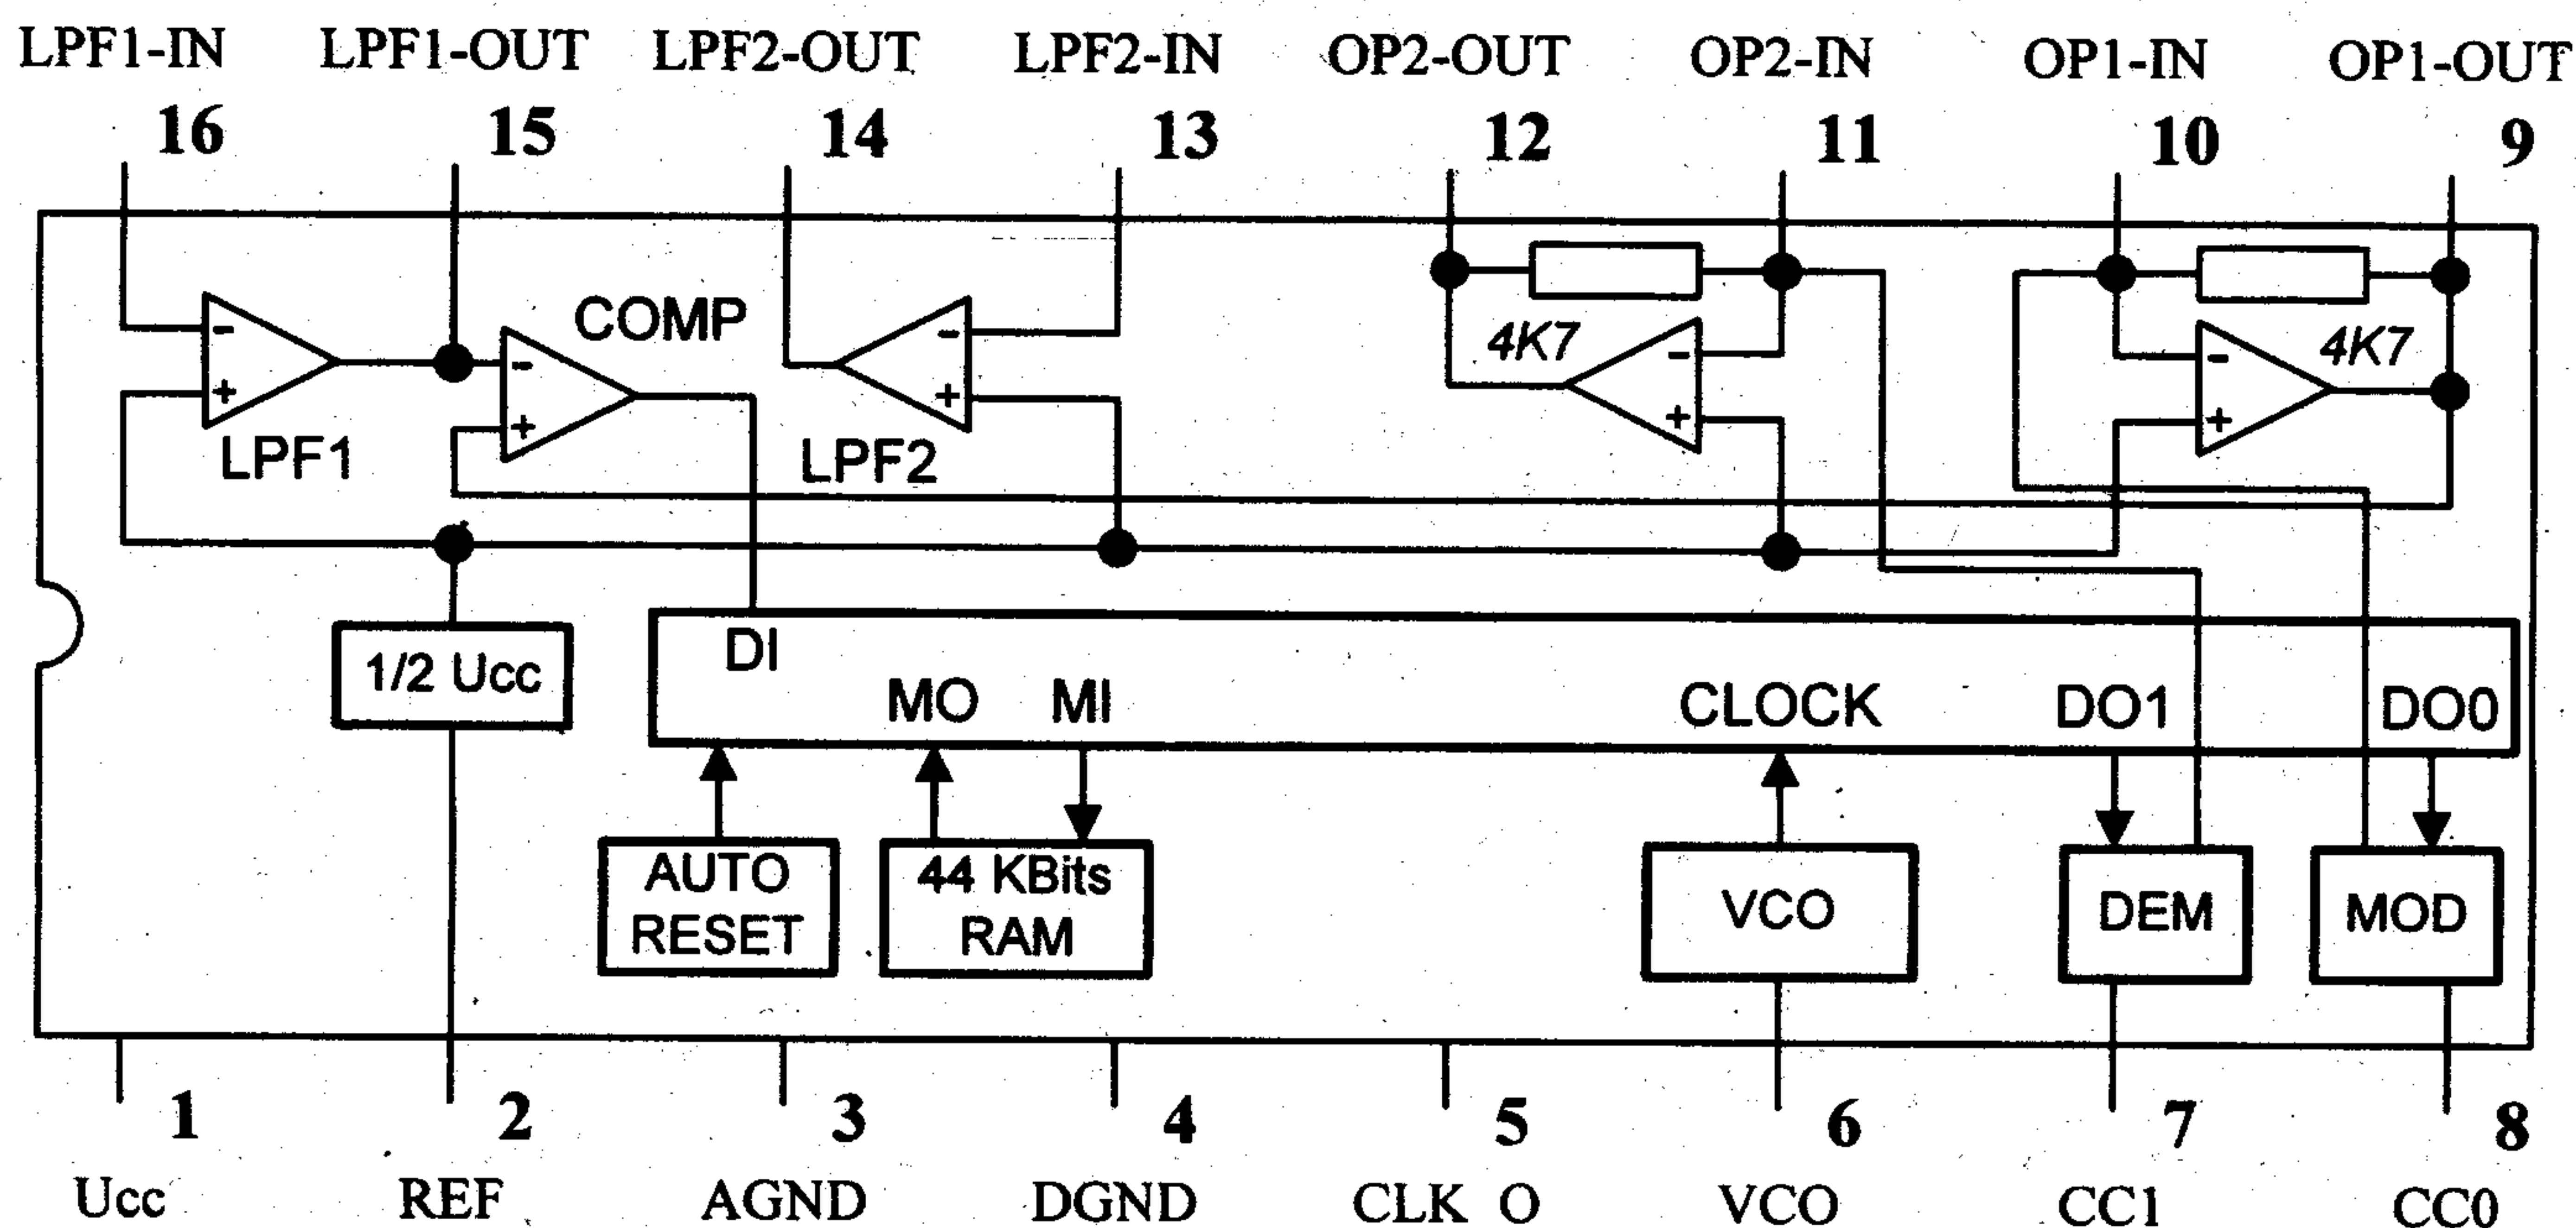 LPF1-IN LPF1-OUT LPF2-OUT LPF2-IN OP2-OUT OP2-IN OP1-IN OP1-OUT
16 15 14 13 12 11 10 9
- + LPF1
COMP - +
- + LPF2
4K7 - +
4K7 - +
1/2 Ucc
DI
MO MI CLOCK DO1 DO0
AUTO
RESET
44 KBits
RAM
VCO
DEM
MOD
1 2 3 4 5 6 7 8
Ucc REF AGND DGND CLK O VCO CC1 CC0